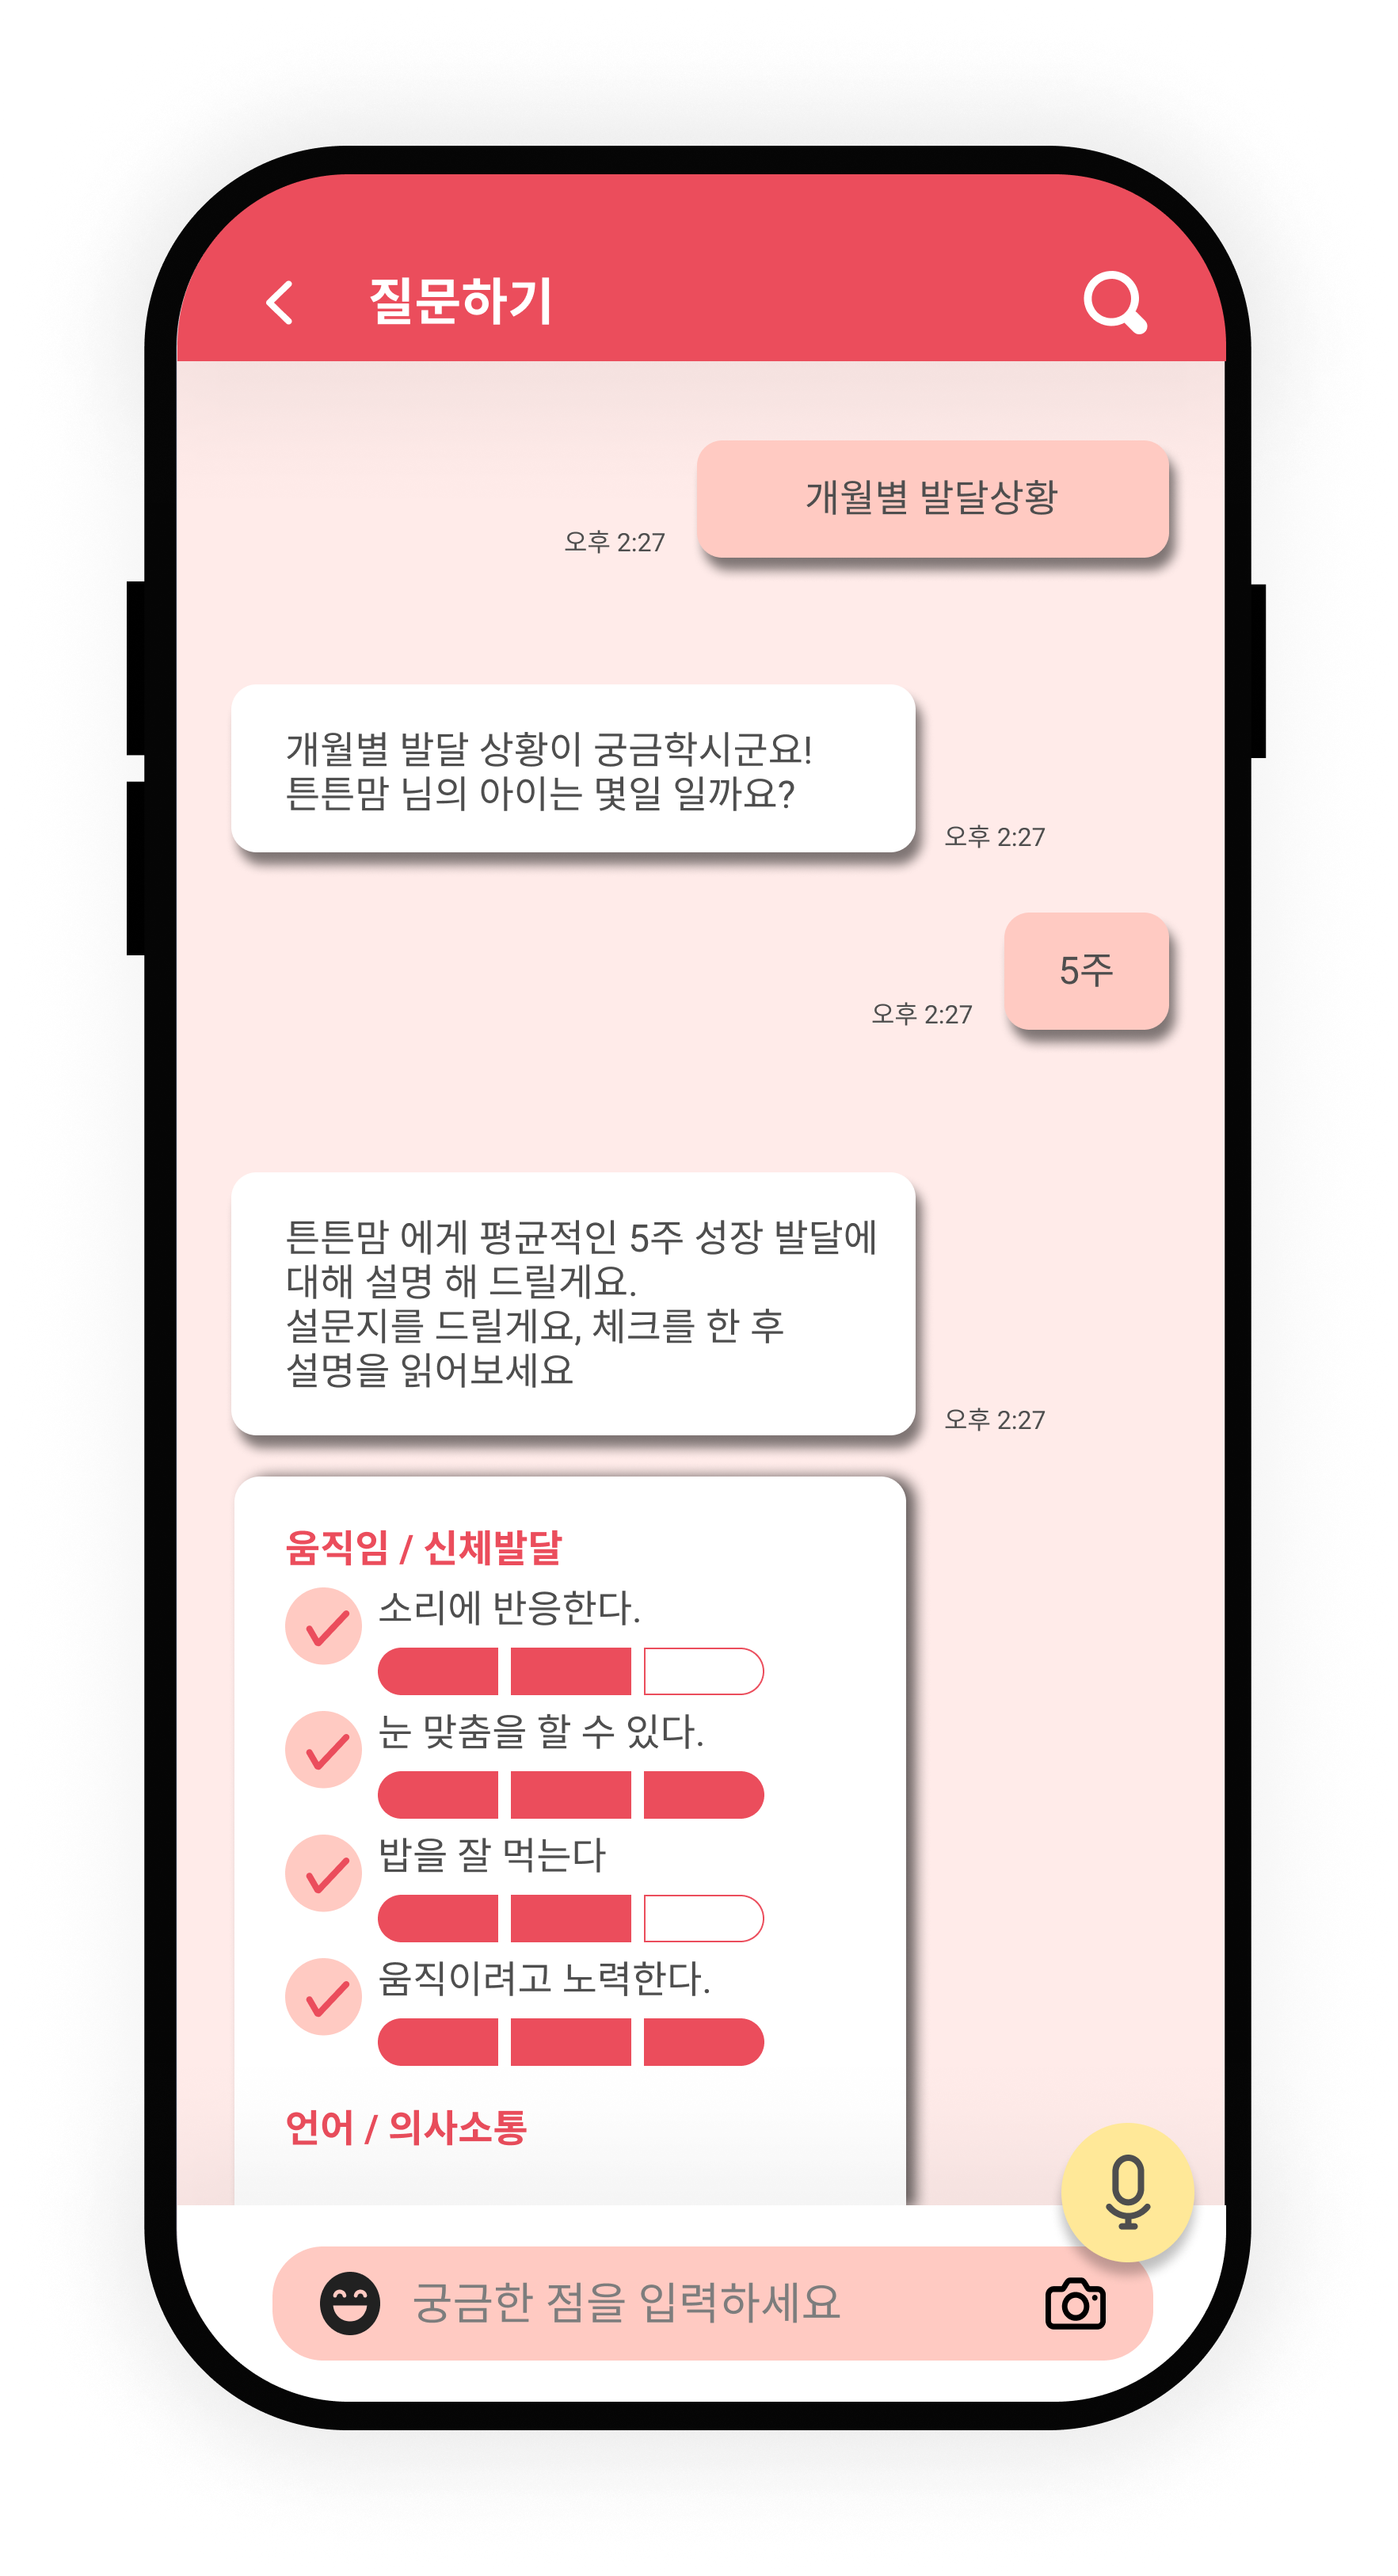 질문하기
개월별 발달상황
오후 2:27
개월별 발달 상황이 궁금학시군요!
튼튼맘 님의 아이는 몇일 일까요?
오후 2:27
5주
오후 2:27
튼튼맘 에게 평균적인 5주 성장 발달에
대해 설명 해 드릴게요.
설문지를 드릴게요, 체크를 한 후
설명을 읽어보세요
오후 2:27
움직임 / 신체발달
소리에 반응한다.
눈 맞춤을 할 수 있다.
밥을 잘 먹는다
움직이려고 노력한다.
언어 / 의사소통
궁금한 점을 입력하세요